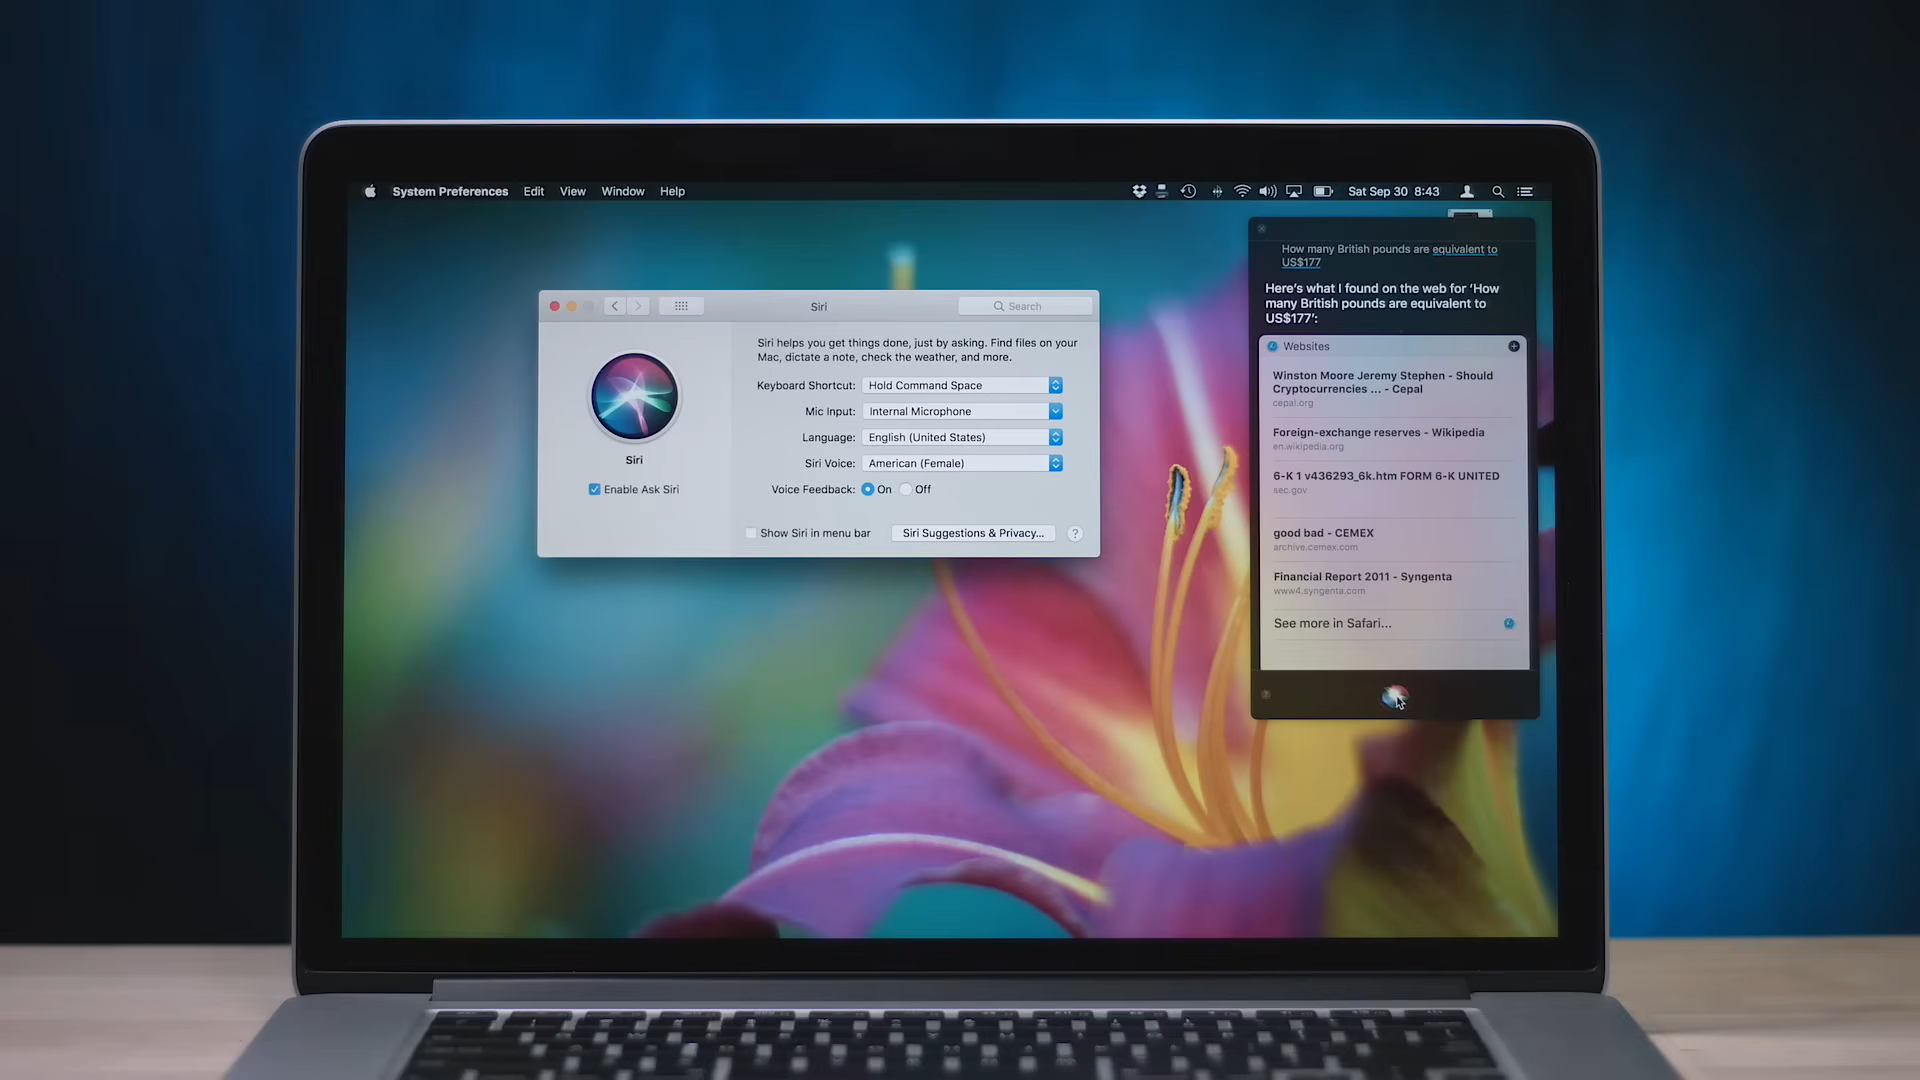 System Preferences Edit View Window Help
Sat Sep 30 8:43
Siri
Search
Siri helps you get things done, just by asking. Find files on your
Mac, dictate a note, check the weather, and more.
Keyboard Shortcut: Hold Command Space
Mic Input: Internal Microphone
Language: English (United States)
Siri Voice: American (Female)
Voice Feedback: On Off
Siri
Enable Ask Siri
Show Siri in menu bar
Siri Suggestions & Privacy...
?
How many British pounds are equivalent to
US$177
Here's what I found on the web for 'How
many British pounds are equivalent to
US$177':
Websites
Winston Moore Jeremy Stephen - Should
Cryptocurrencies ... - Cepal
cepal.org
Foreign-exchange reserves - Wikipedia
en.wikipedia.org
6-K 1 v436293_6k.htm FORM 6-K UNITED
sec.gov
good bad - CEMEX
archive.cemex.com
Financial Report 2011 - Syngenta
www4.syngenta.com
See more in Safari...
?